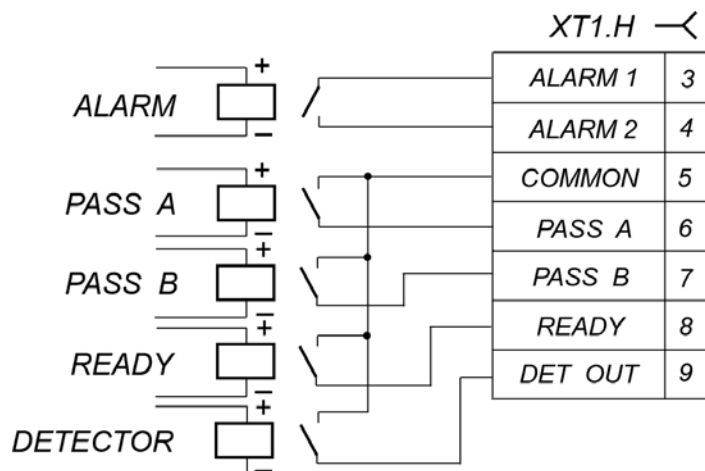 XT1.H
+
ALARM
−
ALARM 1 3
ALARM 2 4
+
PASS A
−
COMMON 5
PASS A 6
+
PASS B
−
PASS B 7
+
READY
−
READY 8
+
DETECTOR
−
DET OUT 9